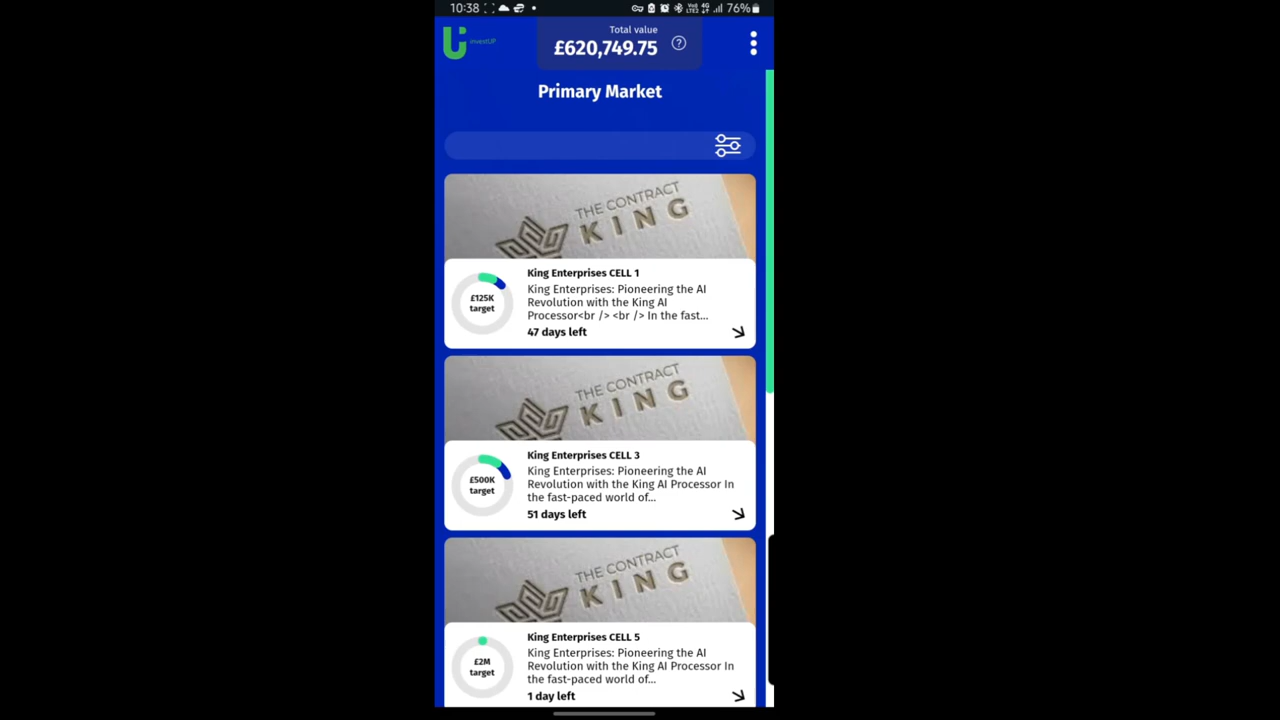 10:38
Vo)) 4G 76%
LTE2
investUP
Total value
£620,749.75 ?
Primary Market
THE CONTRACT
KING
King Enterprises CELL 1
£125K
target
King Enterprises: Pioneering the AI
Revolution with the King AI
Processor<br /> <br /> In the fast...
47 days left
THE CONTRACT
KING
King Enterprises CELL 3
£500K
target
King Enterprises: Pioneering the AI
Revolution with the King AI Processor In
the fast-paced world of...
51 days left
THE CONTRACT
KING
King Enterprises CELL 5
£2M
target
King Enterprises: Pioneering the AI
Revolution with the King AI Processor In
the fast-paced world of...
1 day left